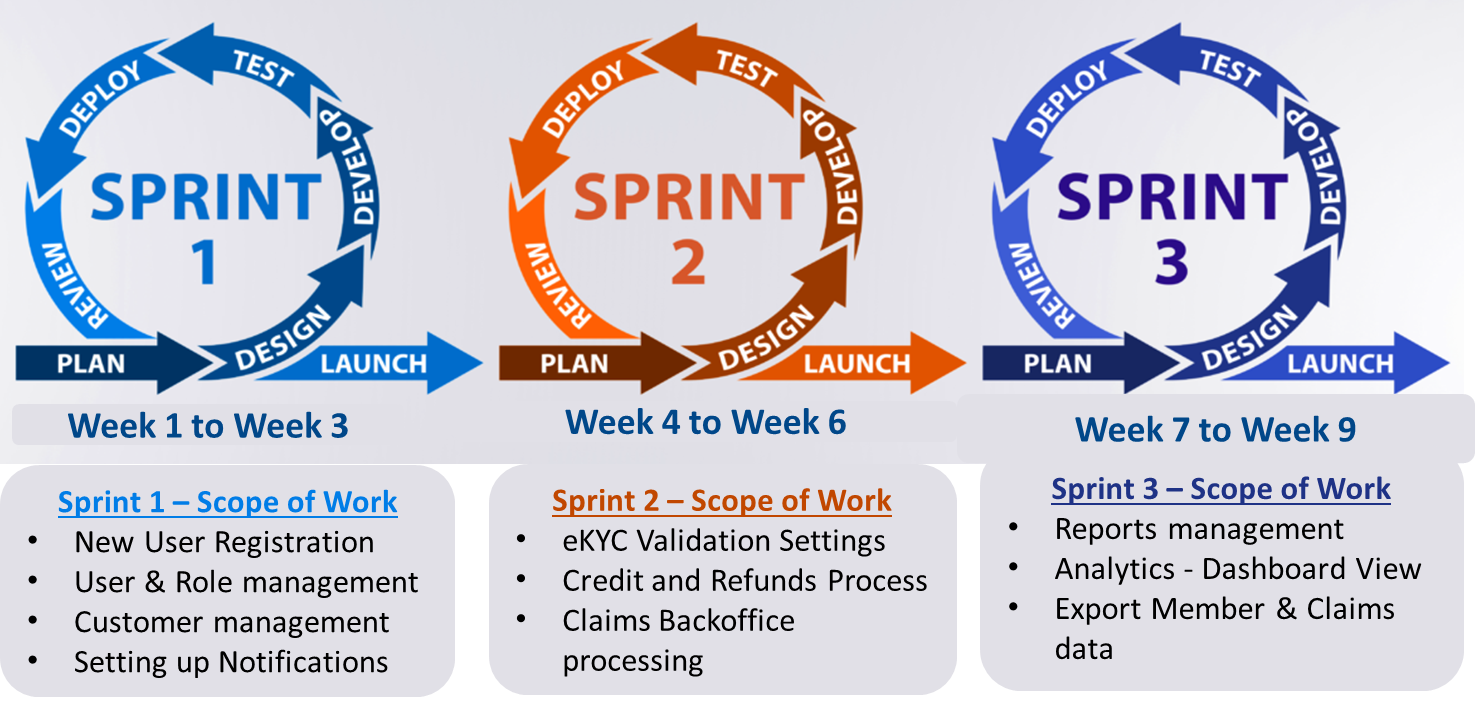 TEST
DEPLOY
DEVELOP
SPRINT
1
REVIEW
DESIGN
PLAN
LAUNCH
Week 1 to Week 3
Sprint 1 – Scope of Work
• New User Registration
• User & Role management
• Customer management
• Setting up Notifications
TEST
DEPLOY
DEVELOP
SPRINT
2
REVIEW
DESIGN
PLAN
LAUNCH
Week 4 to Week 6
Sprint 2 – Scope of Work
• eKYC Validation Settings
• Credit and Refunds Process
• Claims Backoffice
processing
TEST
DEPLOY
DEVELOP
SPRINT
3
REVIEW
DESIGN
PLAN
LAUNCH
Week 7 to Week 9
Sprint 3 – Scope of Work
• Reports management
• Analytics - Dashboard View
• Export Member & Claims
data